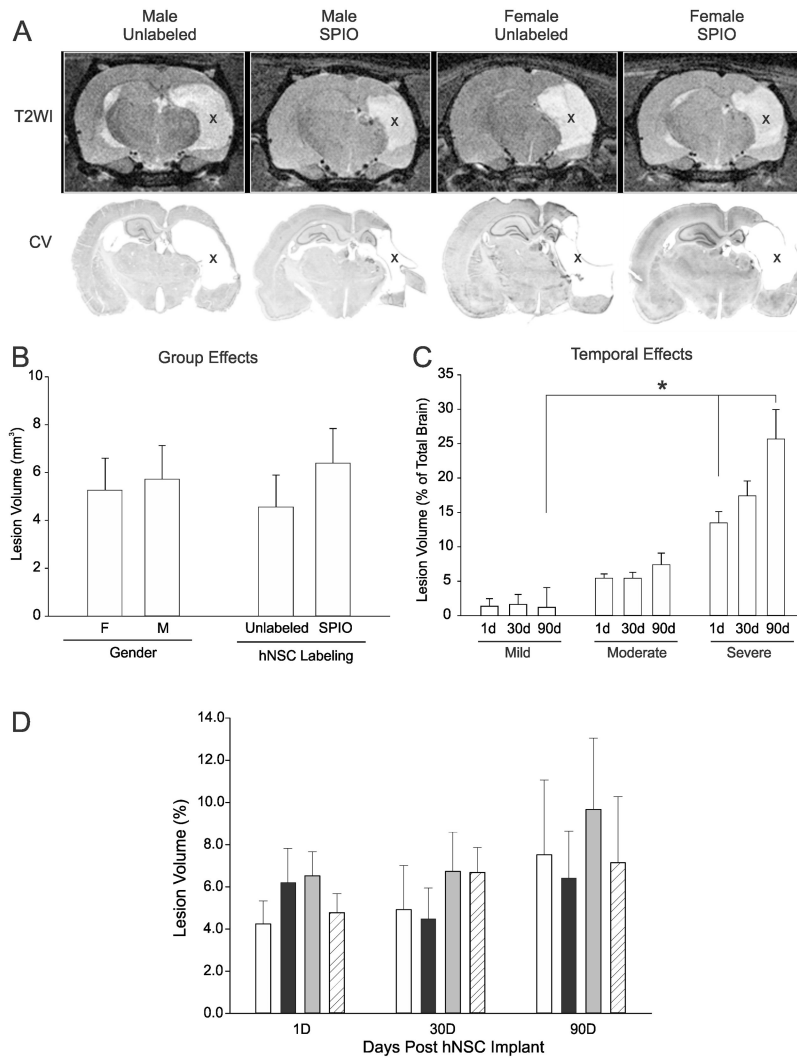 A
Male Unlabeled
Male SPIO
Female Unlabeled
Female SPIO
T2WI
X X X X
CV
X X X X
B
Group Effects
Lesion Volume (mm³)
10
8
6
4
2
0
F M Unlabeled SPIO
Gender hNSC Labeling
C
Temporal Effects
Lesion Volume (% of Total Brain)
35
30
25
20
15
10
5
0
*
1d 30d 90d 1d 30d 90d 1d 30d 90d
Mild Moderate Severe
D
Lesion Volume (%)
14.0
12.0
10.0
8.0
6.0
4.0
2.0
0.0
1D 30D 90D
Days Post hNSC Implant